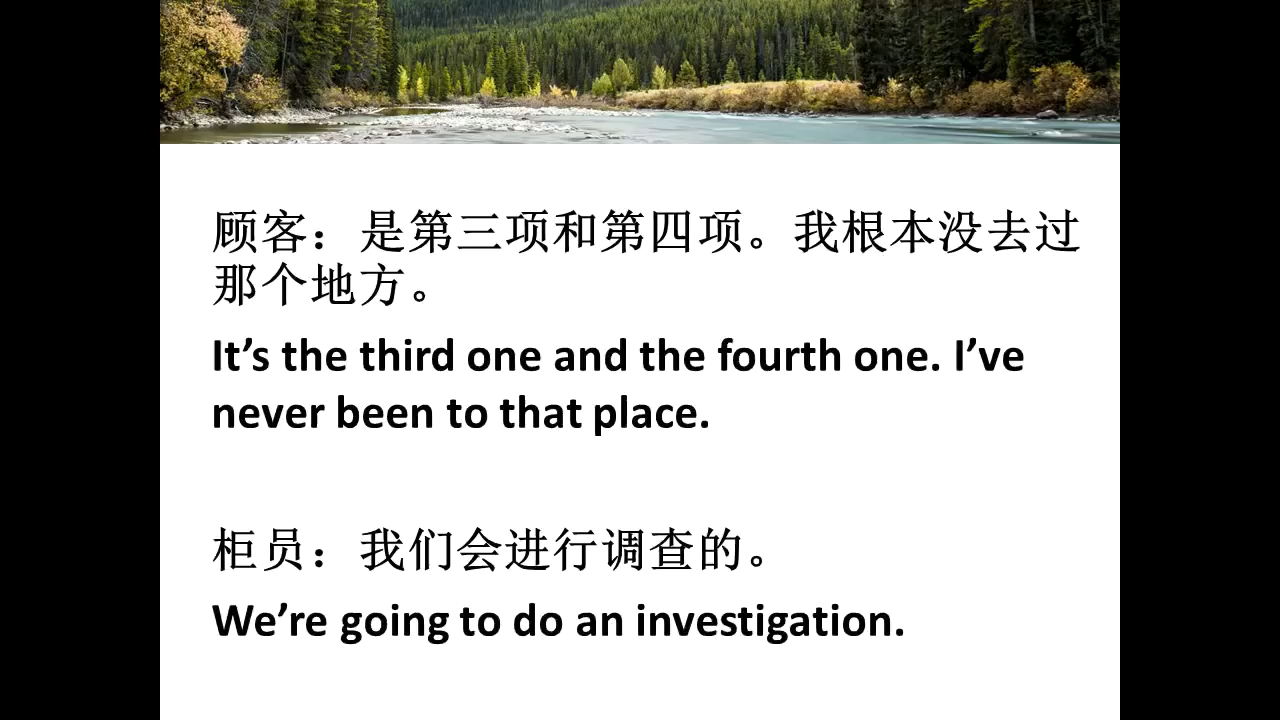 顾客：是第三项和第四项。我根本没去过
那个地方。
It’s the third one and the fourth one. I’ve
never been to that place.
柜员：我们会进行调查的。
We’re going to do an investigation.